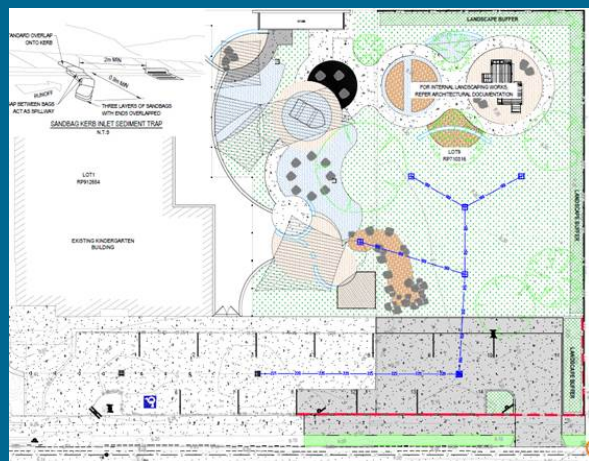 STANDARD OVERLAP
ONTO KERB
2m MIN
0.3m MIN
RUNOFF
GAP BETWEEN BAGS
ACT AS SPILLWAY
THREE LAYERS OF SANDBAGS
WITH ENDS OVERLAPPED
SANDBAG KERB INLET SEDIMENT TRAP
N.T.S
LOT1
EXISTING KINDERGARTEN
BUILDING
LANDSCAPE BUFFER
FOR INTERNAL LANDSCAPING WORKS,
REFER ARCHITECTURAL DOCUMENTATION
LOT9
LANDSCAPE BUFFER
LANDSCAPE BUFFER